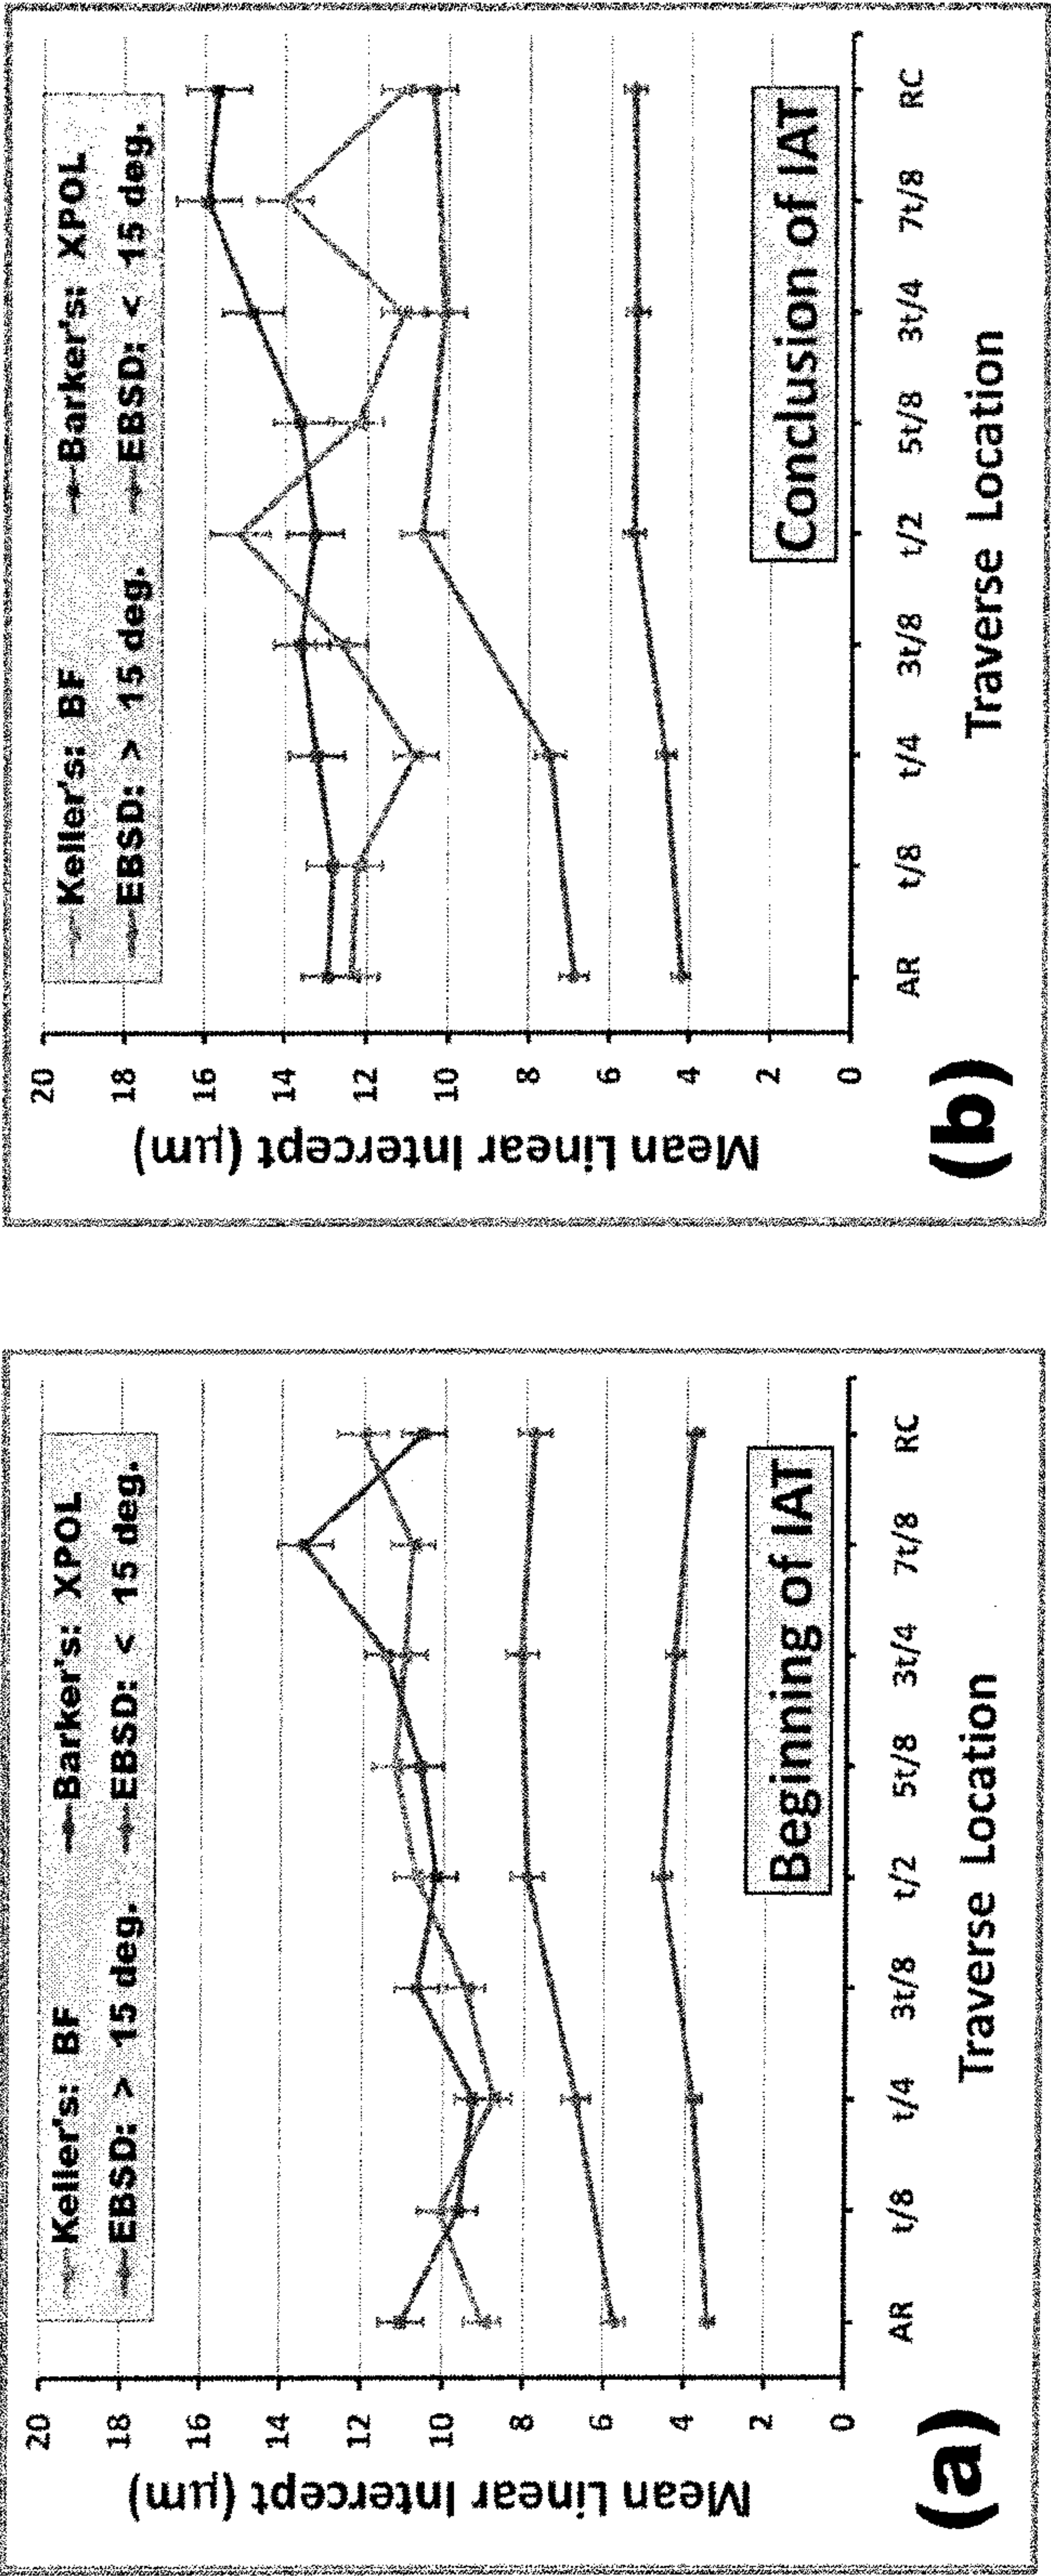 20
18
16
14
12
10
8
6
4
2
0
Mean Linear Intercept (µm)
Keller's: BF
Barker's: XPOL
EBSD: > 15 deg.
EBSD: < 15 deg.
Beginning of IAT
AR
t/8
t/4
3t/8
t/2
5t/8
3t/4
7t/8
RC
Traverse Location
(a)
20
18
16
14
12
10
8
6
4
2
0
Mean Linear Intercept (µm)
Keller's: BF
Barker's: XPOL
EBSD: > 15 deg.
EBSD: < 15 deg.
Conclusion of IAT
AR
t/8
t/4
3t/8
t/2
5t/8
3t/4
7t/8
RC
Traverse Location
(b)